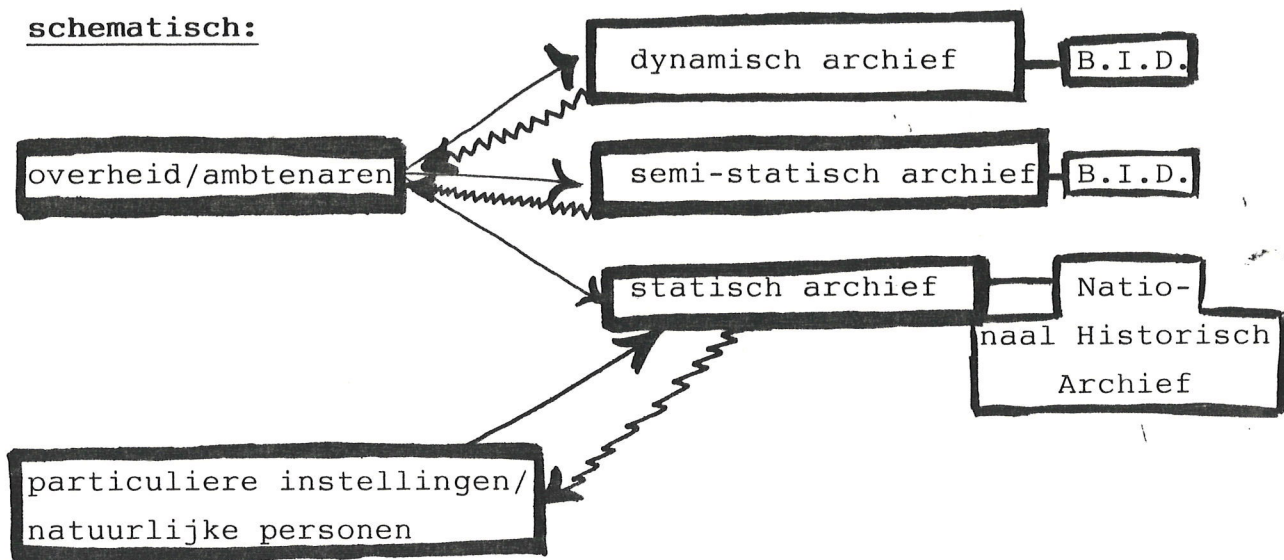 schematisch:
dynamisch archief
B.I.D.
overheid/ambtenaren
semi-statisch archief
B.I.D.
statisch archief
Natio-
naal Historisch
Archief
particuliere instellingen/
natuurlijke personen